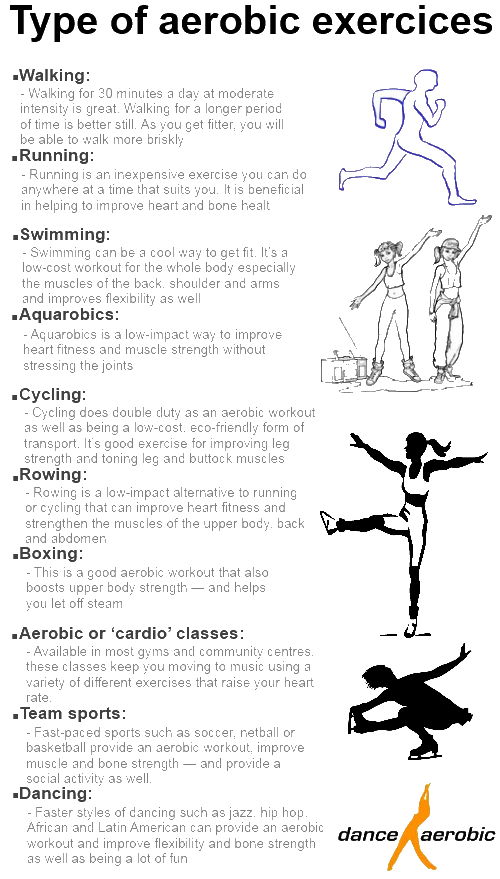 Type of aerobic exercices
▪Walking:
- Walking for 30 minutes a day at moderate
intensity is great. Walking for a longer period
of time is better still. As you get fitter, you will
be able to walk more briskly
▪Running:
- Running is an inexpensive exercise you can do
anywhere at a time that suits you. It is beneficial
in helping to improve heart and bone healt
▪Swimming:
- Swimming can be a cool way to get fit. It's a
low-cost workout for the whole body especially
the muscles of the back. shoulder and arms
and improves flexibility as well
▪Aquarobics:
- Aquarobics is a low-impact way to improve
heart fitness and muscle strength without
stressing the joints
▪Cycling:
- Cycling does double duty as an aerobic workout
as well as being a low-cost. eco-friendly form of
transport. It's good exercise for improving leg
strength and toning leg and buttock muscles
▪Rowing:
- Rowing is a low-impact alternative to running
or cycling that can improve heart fitness and
strengthen the muscles of the upper body. back
and abdomen
▪Boxing:
- This is a good aerobic workout that also
boosts upper body strength — and helps
you let off steam
▪Aerobic or ‘cardio’ classes:
- Available in most gyms and community centres.
these classes keep you moving to music using a
variety of different exercises that raise your heart
rate.
▪Team sports:
- Fast-paced sports such as soccer, netball or
basketball provide an aerobic workout, improve
muscle and bone strength — and provide a
social activity as well.
▪Dancing:
- Faster styles of dancing such as jazz. hip hop.
African and Latin American can provide an aerobic
workout and improve flexibility and bone strength
as well as being a lot of fun
dance aerobic